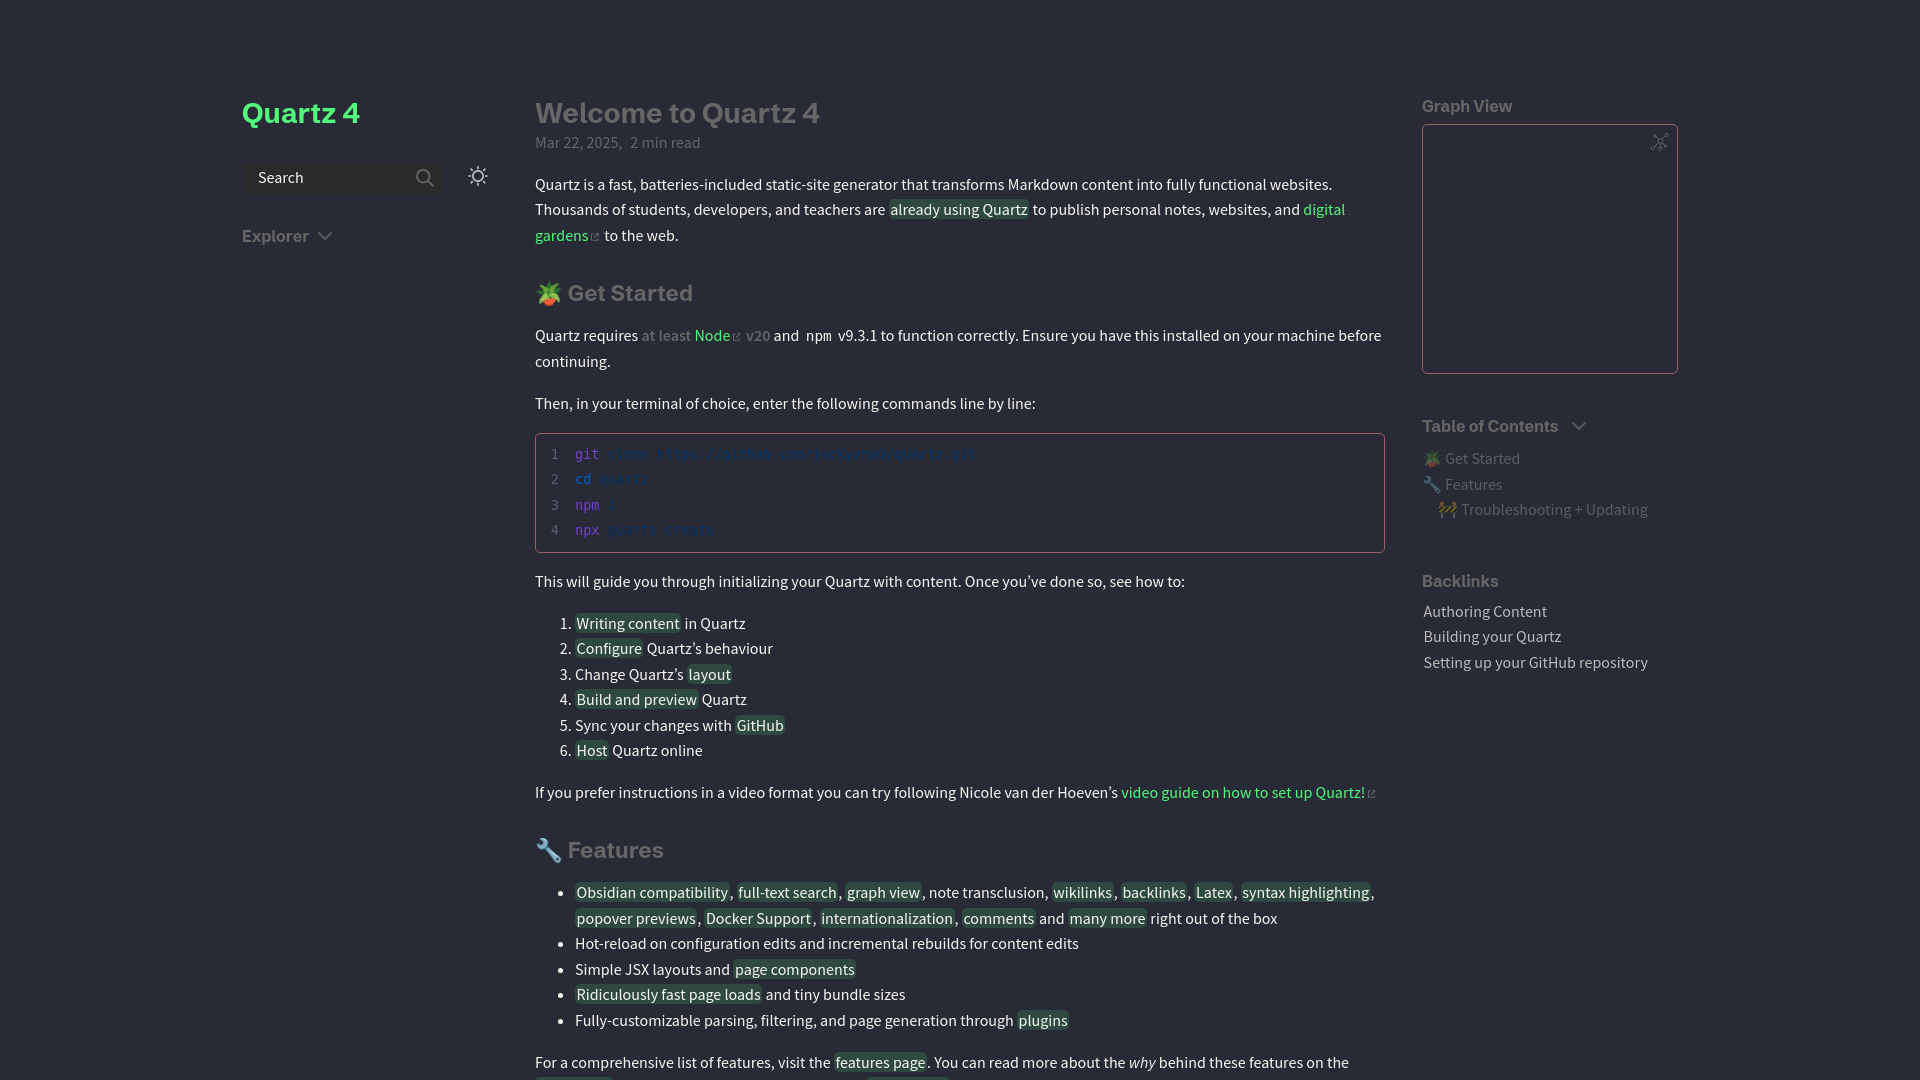 Quartz 4
Search
Explorer
Welcome to Quartz 4
Mar 22, 2025, 2 min read
Quartz is a fast, batteries-included static-site generator that transforms Markdown content into fully functional websites.
Thousands of students, developers, and teachers are already using Quartz to publish personal notes, websites, and digital
gardens to the web.
🪴 Get Started
Quartz requires at least Node v20 and npm v9.3.1 to function correctly. Ensure you have this installed on your machine before
continuing.
Then, in your terminal of choice, enter the following commands line by line:
1 git clone https://github.com/jackyzha0/quartz.git
2 cd quartz
3 npm i
4 npx quartz create
This will guide you through initializing your Quartz with content. Once you’ve done so, see how to:
1. Writing content in Quartz
2. Configure Quartz’s behaviour
3. Change Quartz’s layout
4. Build and preview Quartz
5. Sync your changes with GitHub
6. Host Quartz online
If you prefer instructions in a video format you can try following Nicole van der Hoeven’s video guide on how to set up Quartz!
🔧 Features
• Obsidian compatibility, full-text search, graph view, note transclusion, wikilinks, backlinks, Latex, syntax highlighting,
popover previews, Docker Support, internationalization, comments and many more right out of the box
• Hot-reload on configuration edits and incremental rebuilds for content edits
• Simple JSX layouts and page components
• Ridiculously fast page loads and tiny bundle sizes
• Fully-customizable parsing, filtering, and page generation through plugins
For a comprehensive list of features, visit the features page. You can read more about the why behind these features on the
Graph View
Table of Contents
🪴 Get Started
🔧 Features
🚧 Troubleshooting + Updating
Backlinks
Authoring Content
Building your Quartz
Setting up your GitHub repository